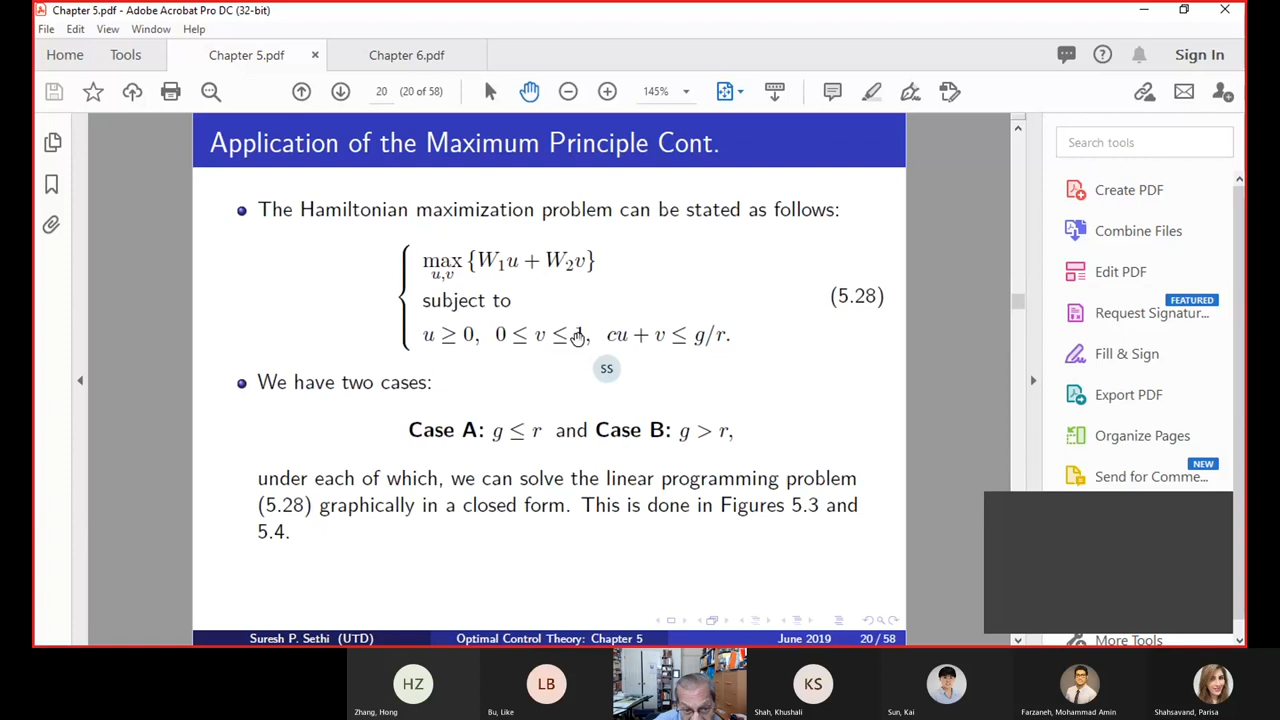 Chapter 5.pdf - Adobe Acrobat Pro DC (32-bit)
File Edit View Window Help
Home Tools Chapter 5.pdf × Chapter 6.pdf Sign In
20 (20 of 58) 145%
Search tools
Application of the Maximum Principle Cont.
The Hamiltonian maximization problem can be stated as follows:
max {W₁u + W₂v}
u,v
subject to
(5.28)
u ≥ 0, 0 ≤ v ≤ 1, cu + v ≤ g/r.
SS
We have two cases:
Case A: g ≤ r and Case B: g > r,
under each of which, we can solve the linear programming problem
(5.28) graphically in a closed form. This is done in Figures 5.3 and
5.4.
Suresh P. Sethi (UTD) Optimal Control Theory: Chapter 5 June 2019 20 / 58
Create PDF
Combine Files
Edit PDF
FEATURED
Request Signatur...
Fill & Sign
Export PDF
Organize Pages
NEW
Send for Comme...
More Tools
HZ LB KS
Zhang, Hong Bu, Like Shah, Khushali Sun, Kai Farzaneh, Mohammad Amin Shahsavand, Parisa